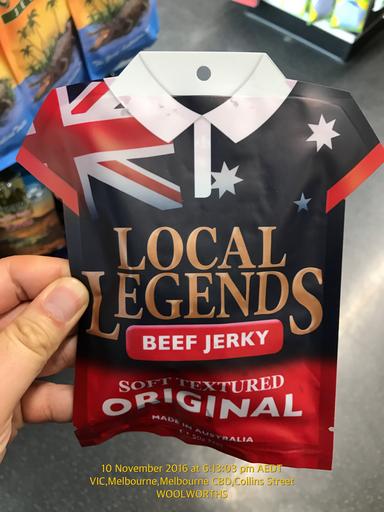 LOCAL
LEGENDS
BEEF JERKY
SOFT TEXTURED
ORIGINAL
MADE IN AUSTRALIA
10 November 2016 at 6:13:03 pm AEDT
VIC,Melbourne,Melbourne CBD,Collins Street
WOOLWORTHS